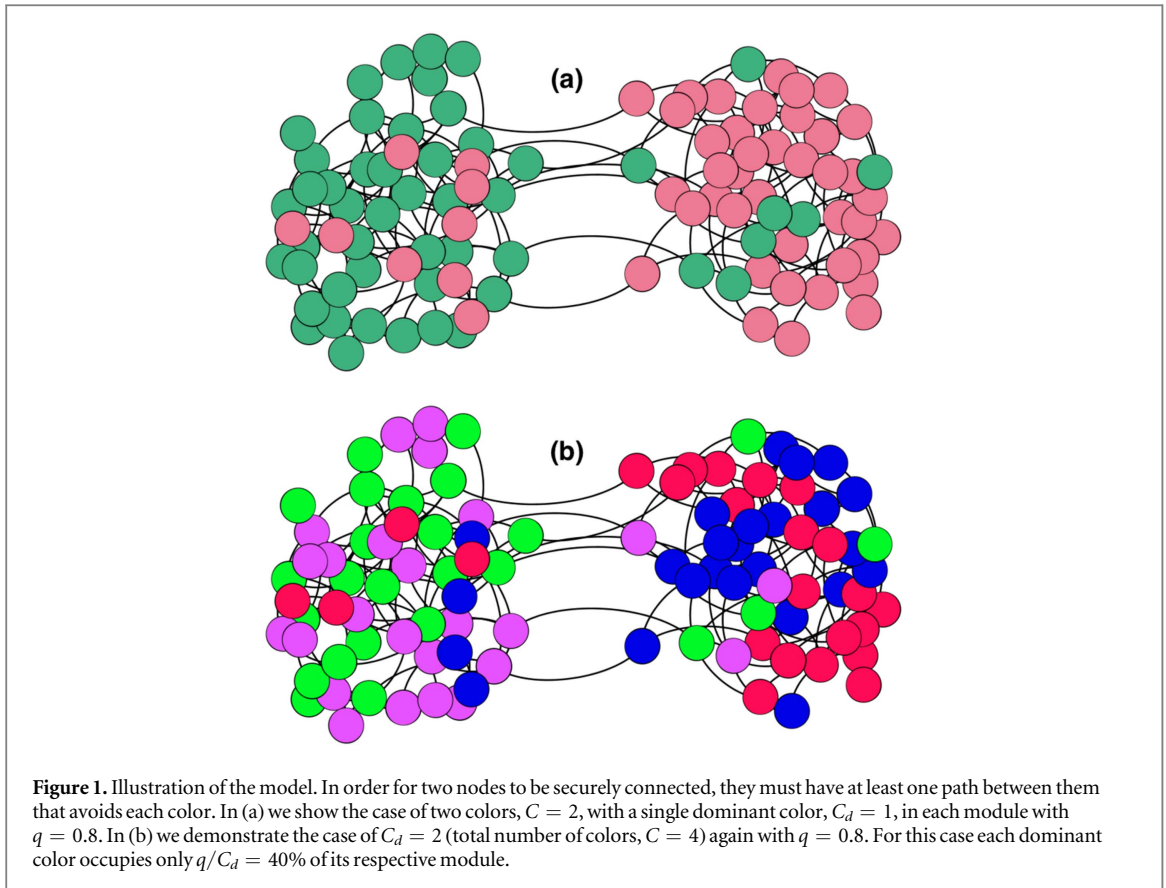 (a)
(b)
Figure 1. Illustration of the model. In order for two nodes to be securely connected, they must have at least one path between them
that avoids each color. In (a) we show the case of two colors, C = 2, with a single dominant color, C_d = 1, in each module with
q = 0.8. In (b) we demonstrate the case of C_d = 2 (total number of colors, C = 4) again with q = 0.8. For this case each dominant
color occupies only q/C_d = 40% of its respective module.